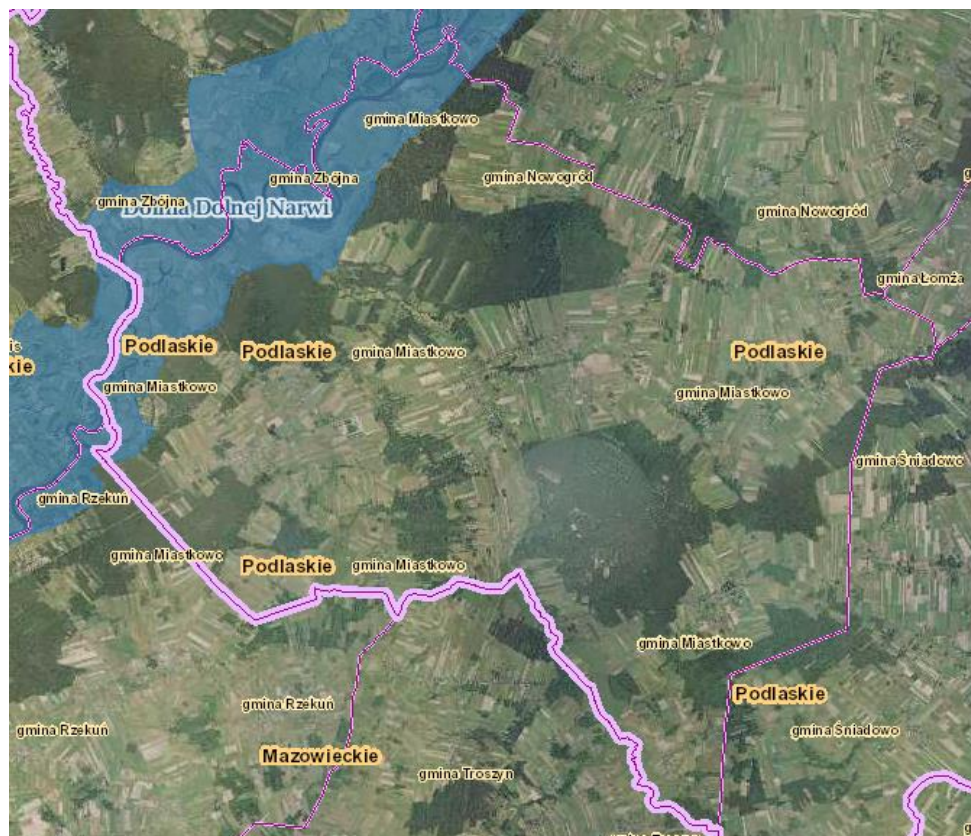 gmina Miastkowo
gmina Zbójna
gmina Nowogród
gmina Zbójna
Dolina Dolnej Narwi
gmina Nowogród
gmina Łomża
Podlaskie
Podlaskie
gmina Miastkowo
Podlaskie
kie
gmina Miastkowo
gmina Miastkowo
gmina Śniadowo
gmina Rzekuń
gmina Miastkowo
Podlaskie
gmina Miastkowo
gmina Miastkowo
Podlaskie
gmina Rzekuń
gmina Rzekuń
gmina Śniadowo
Mazowieckie
gmina Troszyn